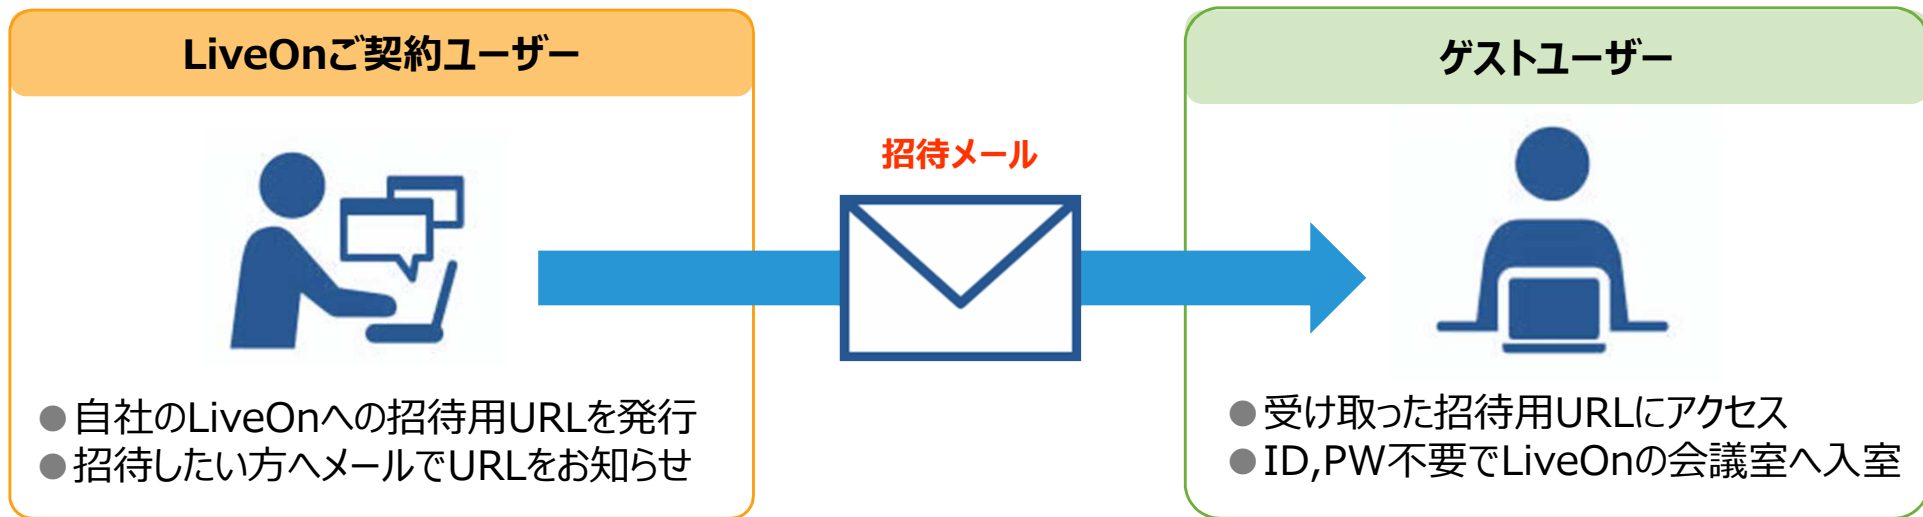 LiveOnご契約ユーザー
●自社のLiveOnへの招待用URLを発行
●招待したい方へメールでURLをお知らせ
招待メール
ゲストユーザー
●受け取った招待用URLにアクセス
●ID,PW不要でLiveOnの会議室へ入室